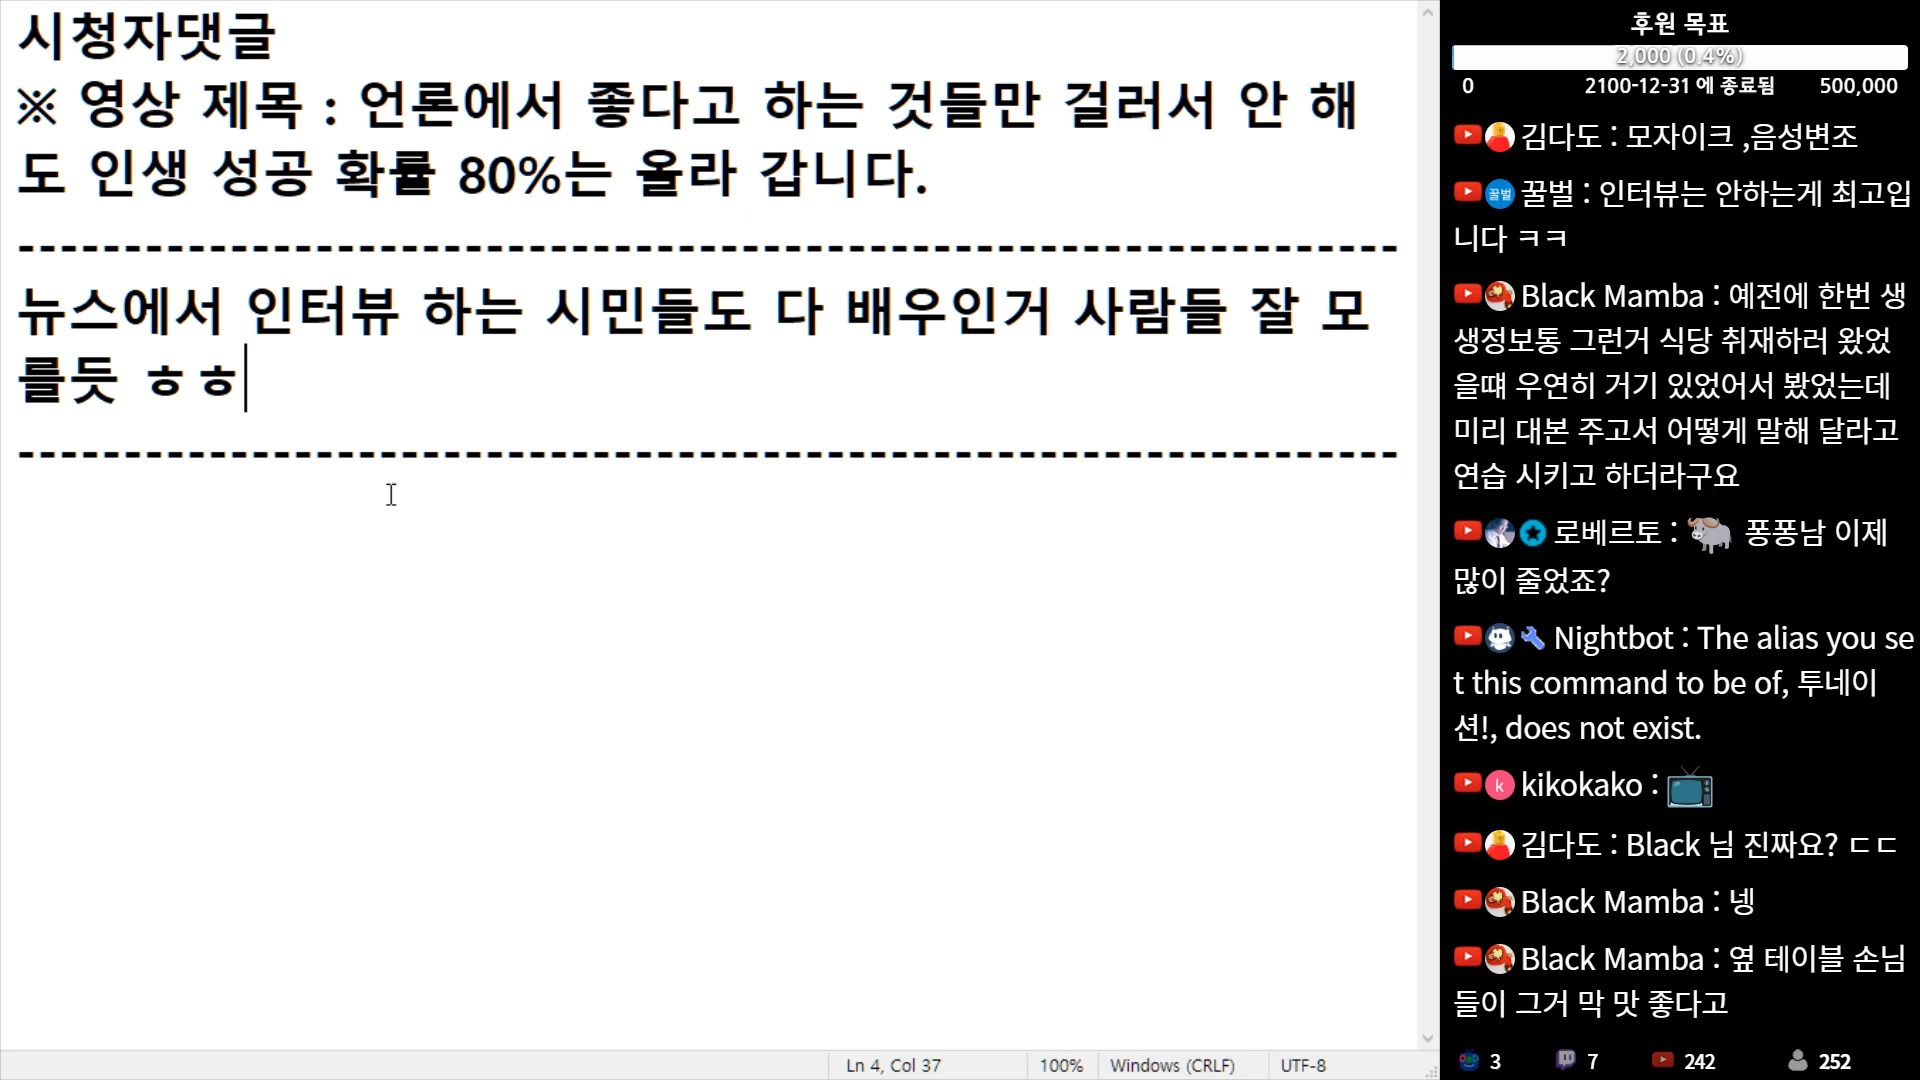 시청자댓글
※ 영상 제목 : 언론에서 좋다고 하는 것들만 걸러서 안 해
도 인생 성공 확률 80%는 올라 갑니다.
------------------------------------------------------------------
뉴스에서 인터뷰 하는 시민들도 다 배우인거 사람들 잘 모
를듯 ㅎㅎ
------------------------------------------------------------------
Ln 4, Col 37
100%
Windows (CRLF)
UTF-8
후원 목표
2,000 (0.4%)
0 2100-12-31 에 종료됨 500,000
김다도 : 모자이크 ,음성변조
꿀벌 꿀벌 : 인터뷰는 안하는게 최고입
니다 ㅋㅋ
Black Mamba : 예전에 한번 생
생정보통 그런거 식당 취재하러 왔었
을떄 우연히 거기 있었어서 봤었는데
미리 대본 주고서 어떻게 말해 달라고
연습 시키고 하더라구요
로베르토 : 퐁퐁남 이제
많이 줄었죠?
Nightbot : The alias you se
t this command to be of, 투네이
션!, does not exist.
k kikokako :
김다도 : Black 님 진짜요? ㄷㄷ
Black Mamba : 넹
Black Mamba : 옆 테이블 손님
들이 그거 막 맛 좋다고
3 7 242 252